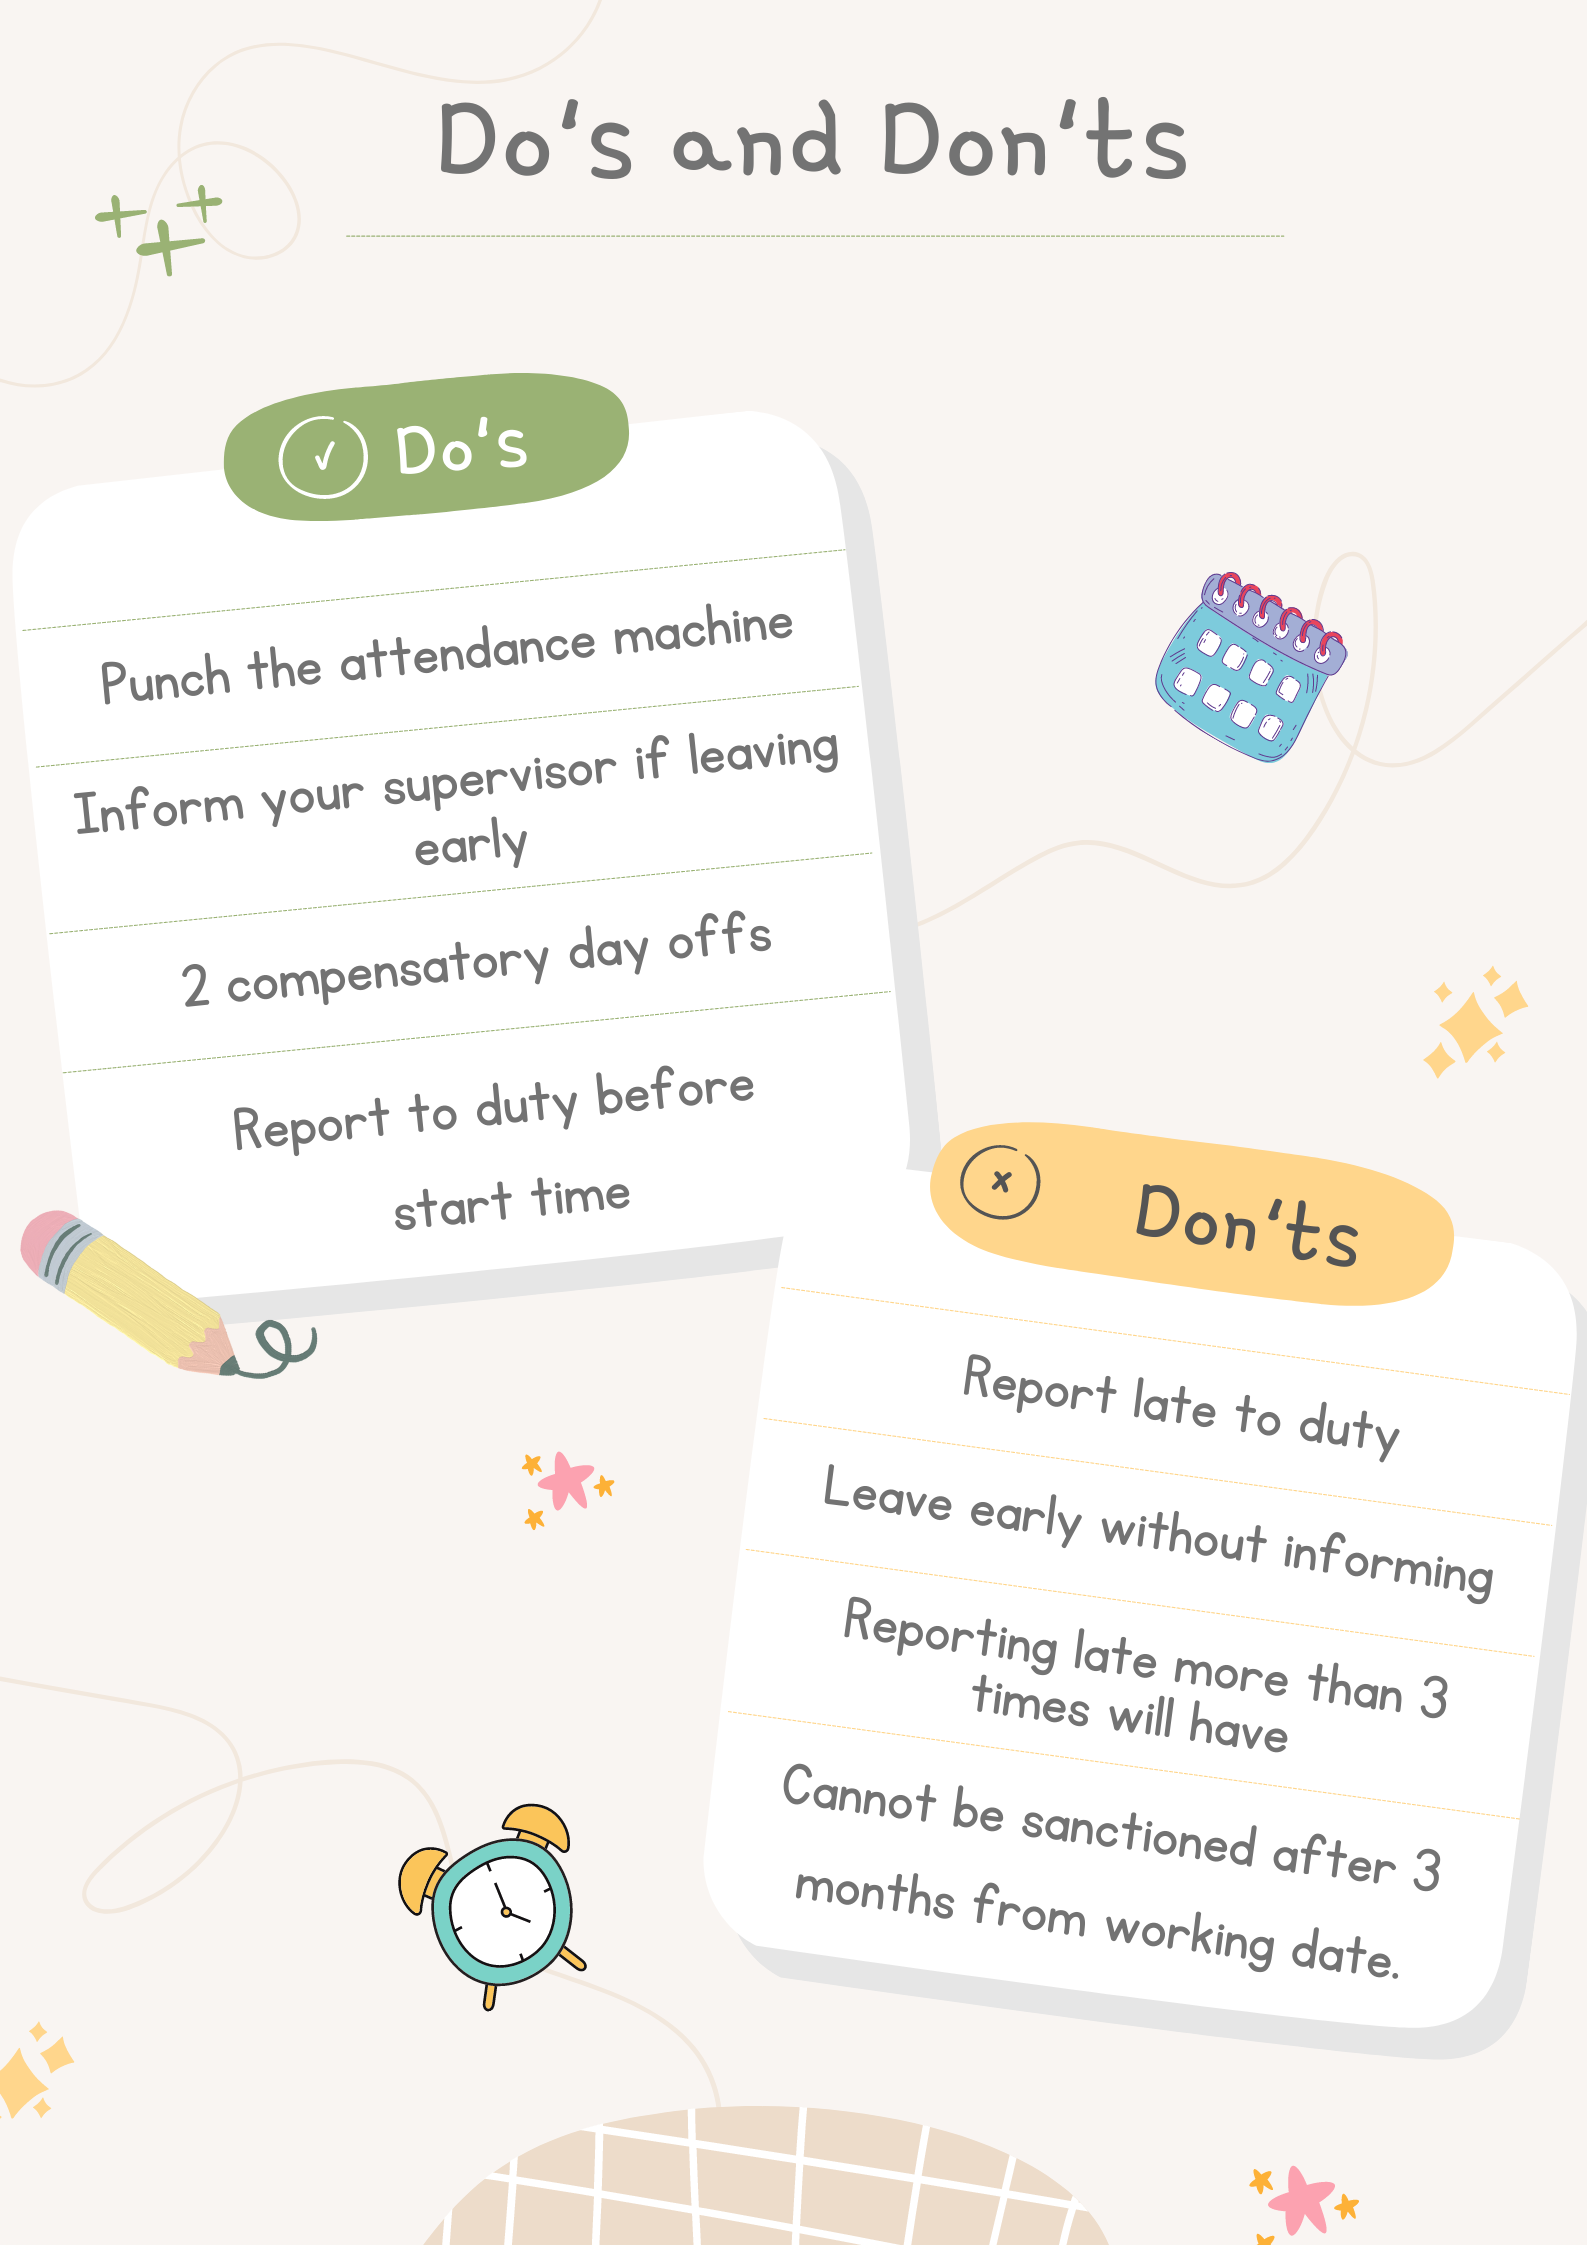 Do's and Don'ts
Do's
Punch the attendance machine
Inform your supervisor if leaving
early
2 compensatory day offs
Report to duty before
start time
Don'ts
Report late to duty
Leave early without informing
Reporting late more than 3
times will have
Cannot be sanctioned after 3
months from working date.